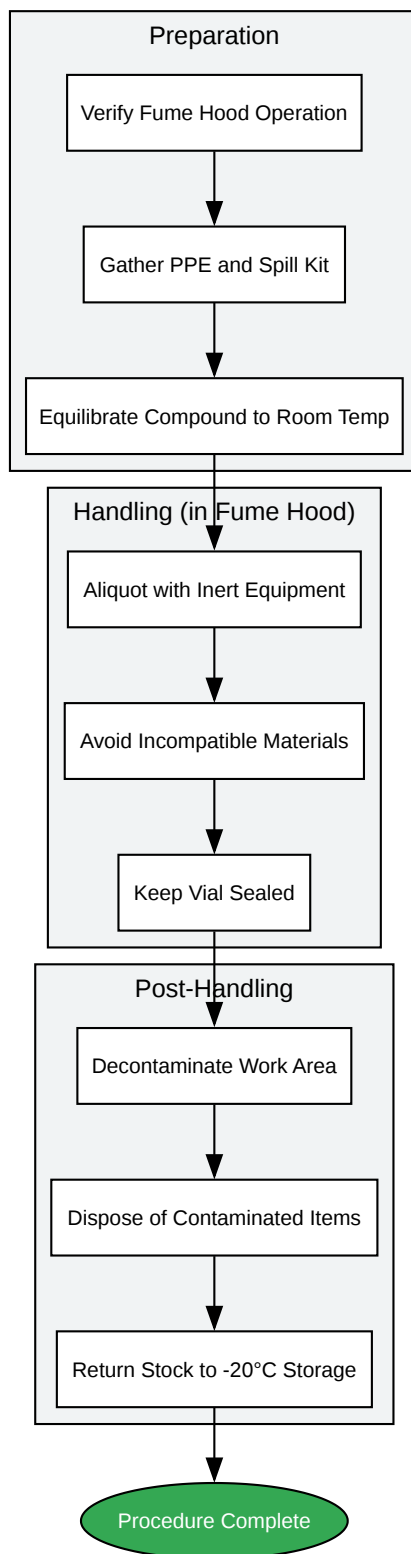 Preparation
Verify Fume Hood Operation
Gather PPE and Spill Kit
Equilibrate Compound to Room Temp
Handling (in Fume Hood)
Aliquot with Inert Equipment
Avoid Incompatible Materials
Keep Vial Sealed
Post-Handling
Decontaminate Work Area
Dispose of Contaminated Items
Return Stock to -20°C Storage
Procedure Complete